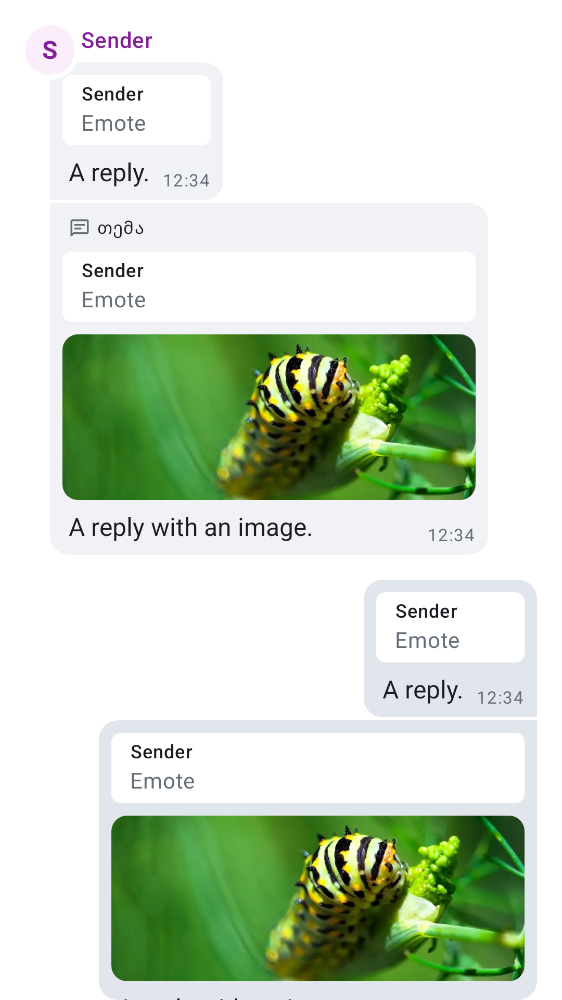 S
Sender
Sender
Emote
A reply.
12:34
თემა
Sender
Emote
A reply with an image.
12:34
Sender
Emote
A reply.
12:34
Sender
Emote